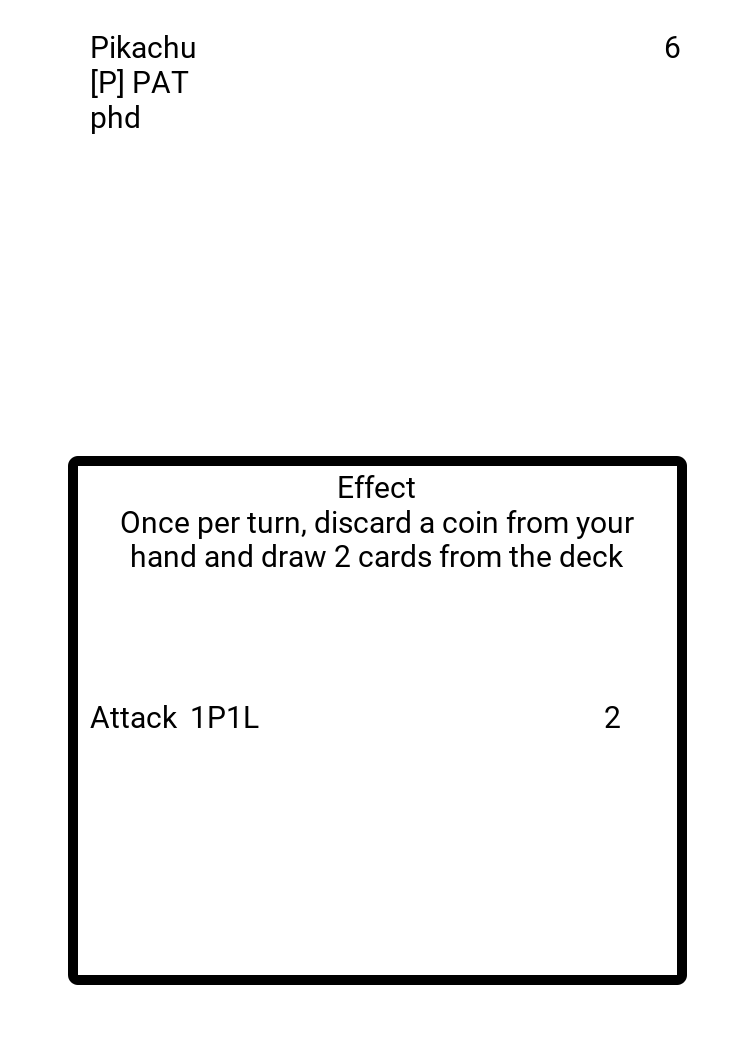 Pikachu 6
[P] PAT
phd
Effect
Once per turn, discard a coin from your
hand and draw 2 cards from the deck
Attack 1P1L 2